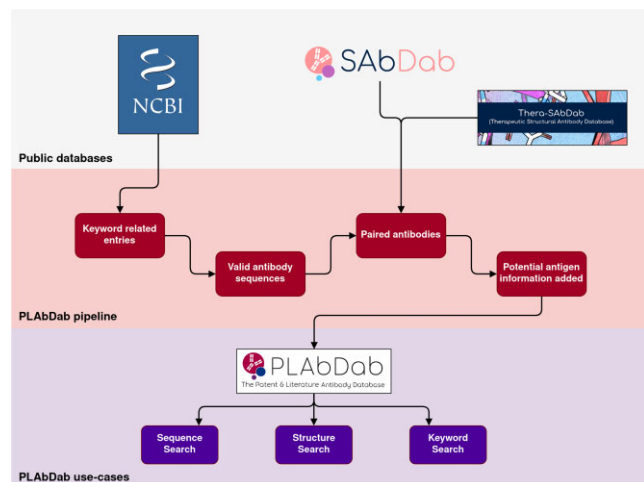 NCBI
SAbDab
Thera-SAbDab
(Therapeutic Structural Antibody Database)
Public databases
Keyword related
entries
Valid antibody
sequences
Paired antibodies
Potential antigen
information added
PLAbDab pipeline
PLAbDab
The Patent & Literature Antibody Database
Sequence
Search
Structure
Search
Keyword
Search
PLAbDab use-cases